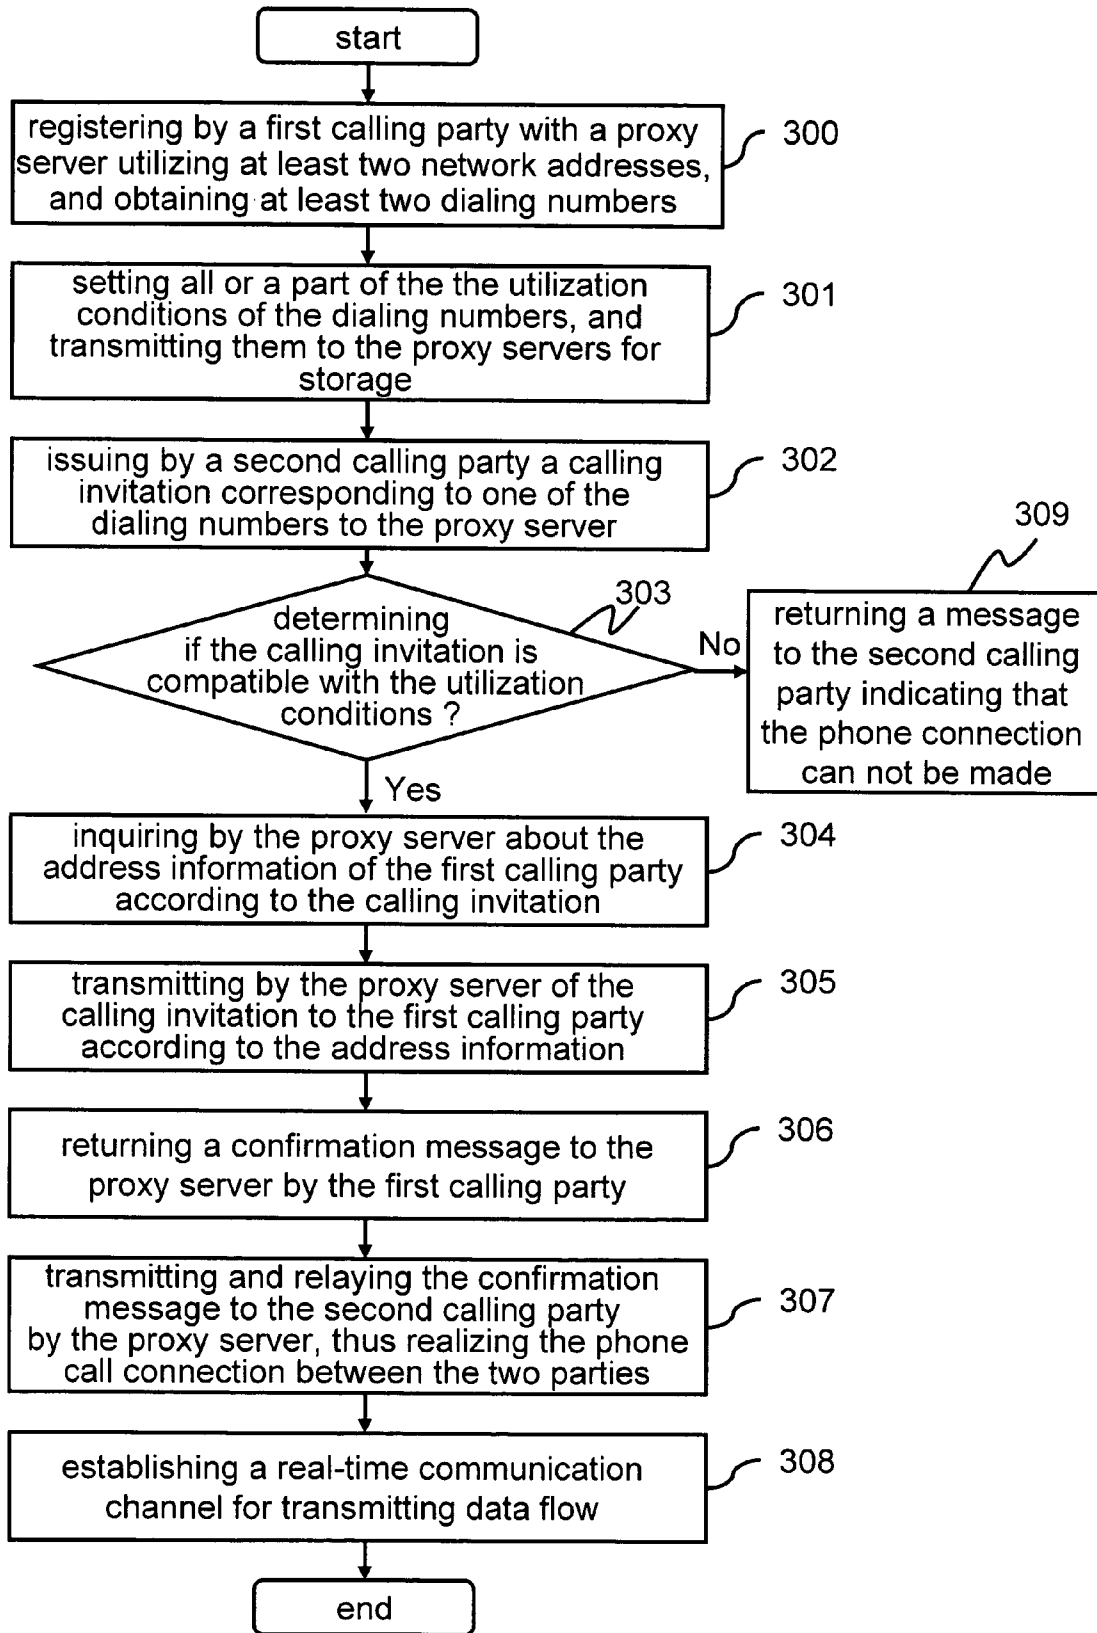 start
registering by a first calling party with a proxy
server utilizing at least two network addresses,
and obtaining at least two dialing numbers
300
setting all or a part of the the utilization
conditions of the dialing numbers, and
transmitting them to the proxy servers for
storage
301
issuing by a second calling party a calling
invitation corresponding to one of the
dialing numbers to the proxy server
302
determining
if the calling invitation is
compatible with the utilization
conditions ?
303
No
309
returning a message
to the second calling
party indicating that
the phone connection
can not be made
Yes
inquiring by the proxy server about the
address information of the first calling party
according to the calling invitation
304
transmitting by the proxy server of the
calling invitation to the first calling party
according to the address information
305
returning a confirmation message to the
proxy server by the first calling party
306
transmitting and relaying the confirmation
message to the second calling party
by the proxy server, thus realizing the phone
call connection between the two parties
307
establishing a real-time communication
channel for transmitting data flow
308
end